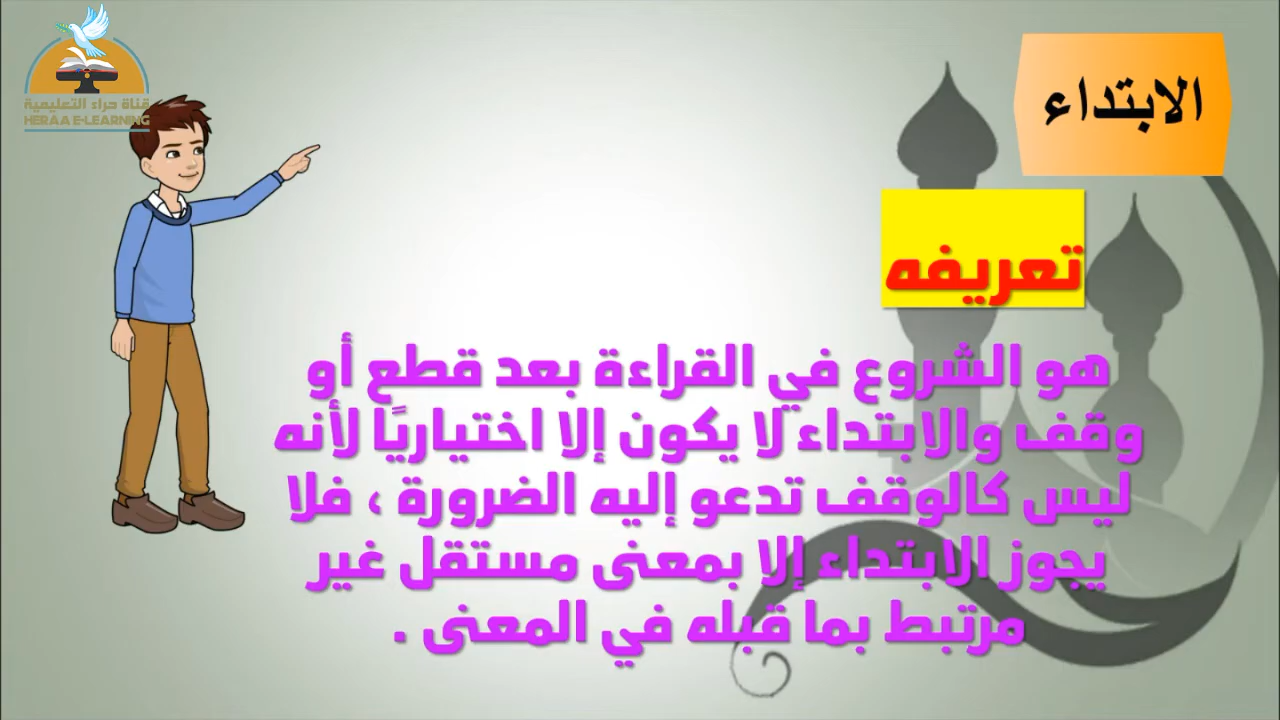 قناة حراء التعليمية
HERAA E-LEARNING
الابتداء
تعريفه
هو الشروع في القراءة بعد قطع أو
وقف والابتداء لا يكون إلا اختياريًا لأنه
ليس كالوقف تدعو إليه الضرورة ، فلا
يجوز الابتداء إلا بمعنى مستقل غير
مرتبط بما قبله في المعنى .